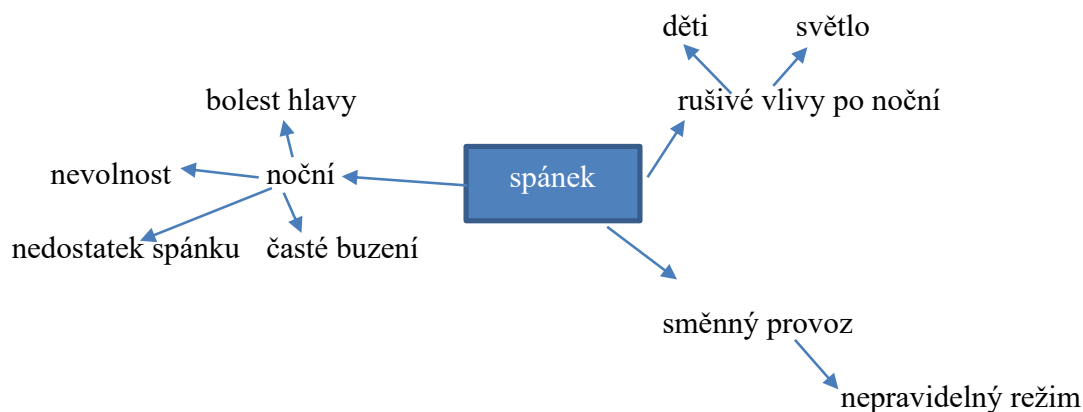 děti
světlo
bolest hlavy
rušivé vlivy po noční
nevolnost
noční
spánek
nedostatek spánku
časté buzení
směnný provoz
nepravidelný režim